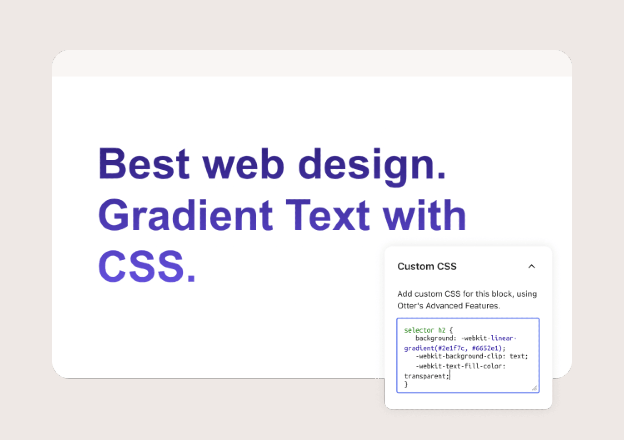 Best web design.
Gradient Text with
CSS.
Custom CSS
Add custom CSS for this block, using
Otter's Advanced Features.
selector h2 {
background: -webkit-linear-
gradient(#2e1f7c, #6652e1);
-webkit-background-clip: text;
-webkit-text-fill-color:
transparent;
}